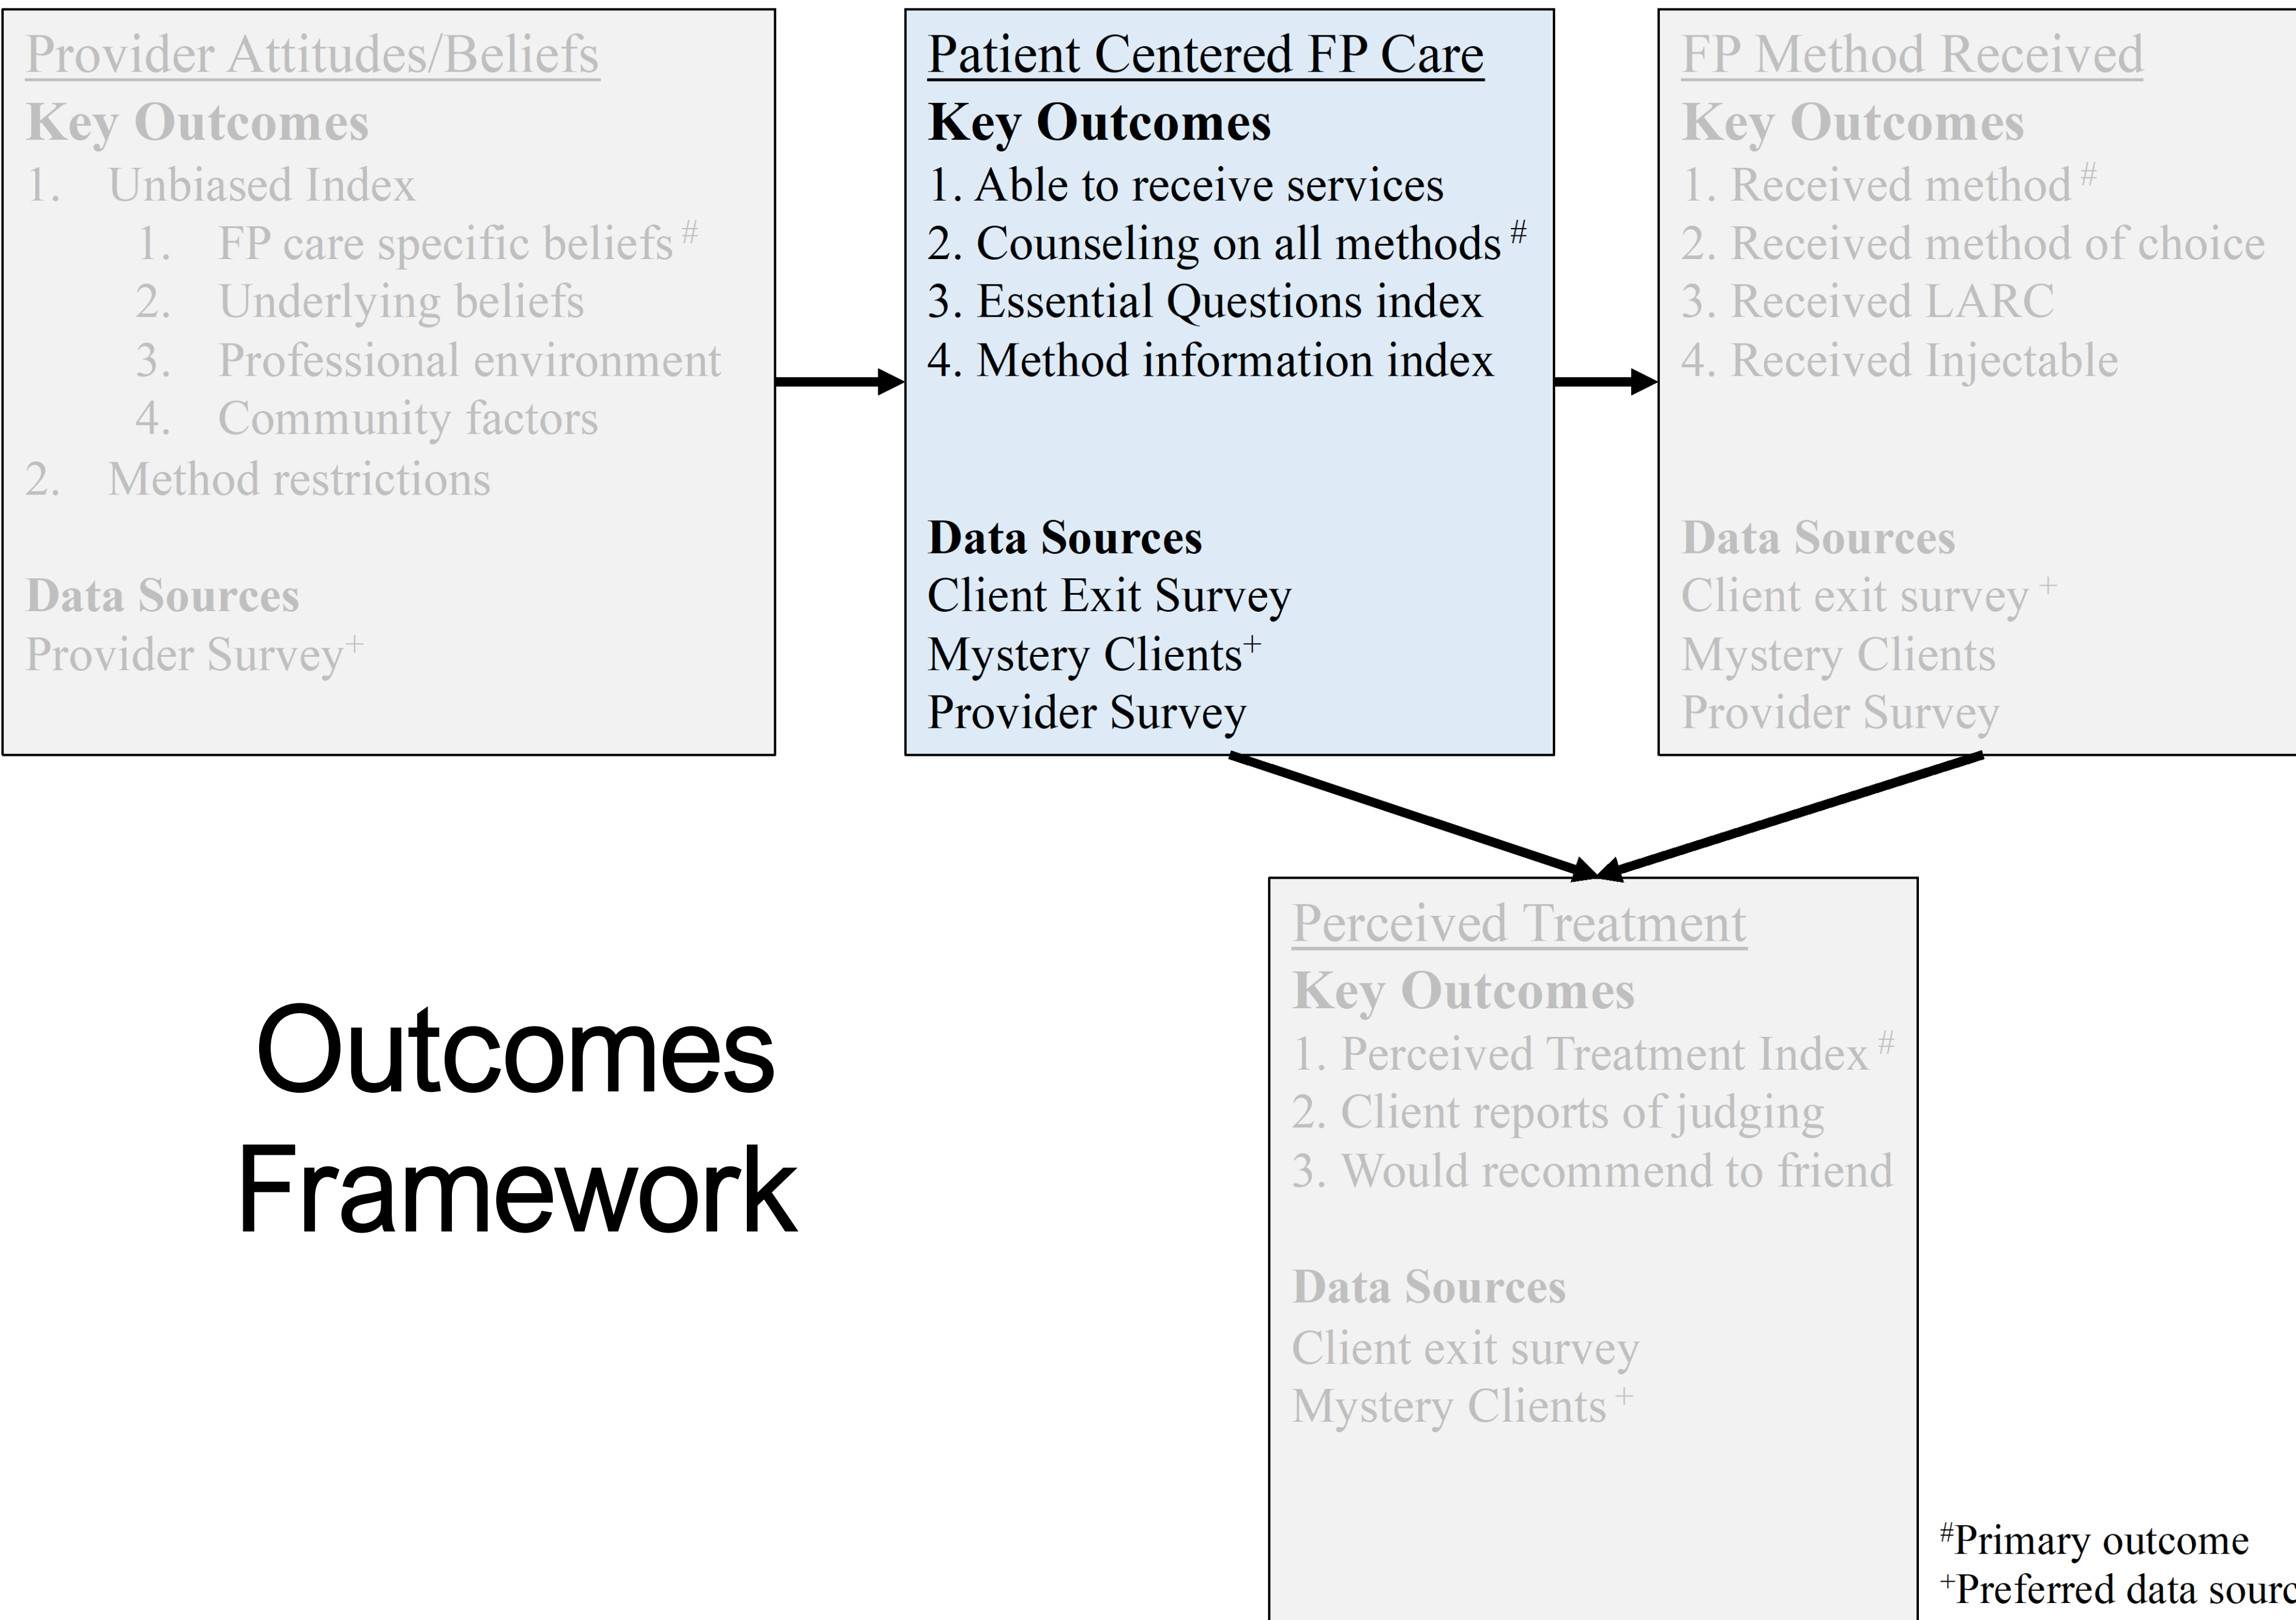 Provider Attitudes/Beliefs
Key Outcomes
1. Unbiased Index
1. FP care specific beliefs #
2. Underlying beliefs
3. Professional environment
4. Community factors
2. Method restrictions
Data Sources
Provider Survey+
Patient Centered FP Care
Key Outcomes
1. Able to receive services
2. Counseling on all methods #
3. Essential Questions index
4. Method information index
Data Sources
Client Exit Survey
Mystery Clients+
Provider Survey
FP Method Received
Key Outcomes
1. Received method #
2. Received method of choice
3. Received LARC
4. Received Injectable
Data Sources
Client exit survey +
Mystery Clients
Provider Survey
Outcomes
Framework
Perceived Treatment
Key Outcomes
1. Perceived Treatment Index #
2. Client reports of judging
3. Would recommend to friend
Data Sources
Client exit survey
Mystery Clients +
#Primary outcome
+Preferred data sourc